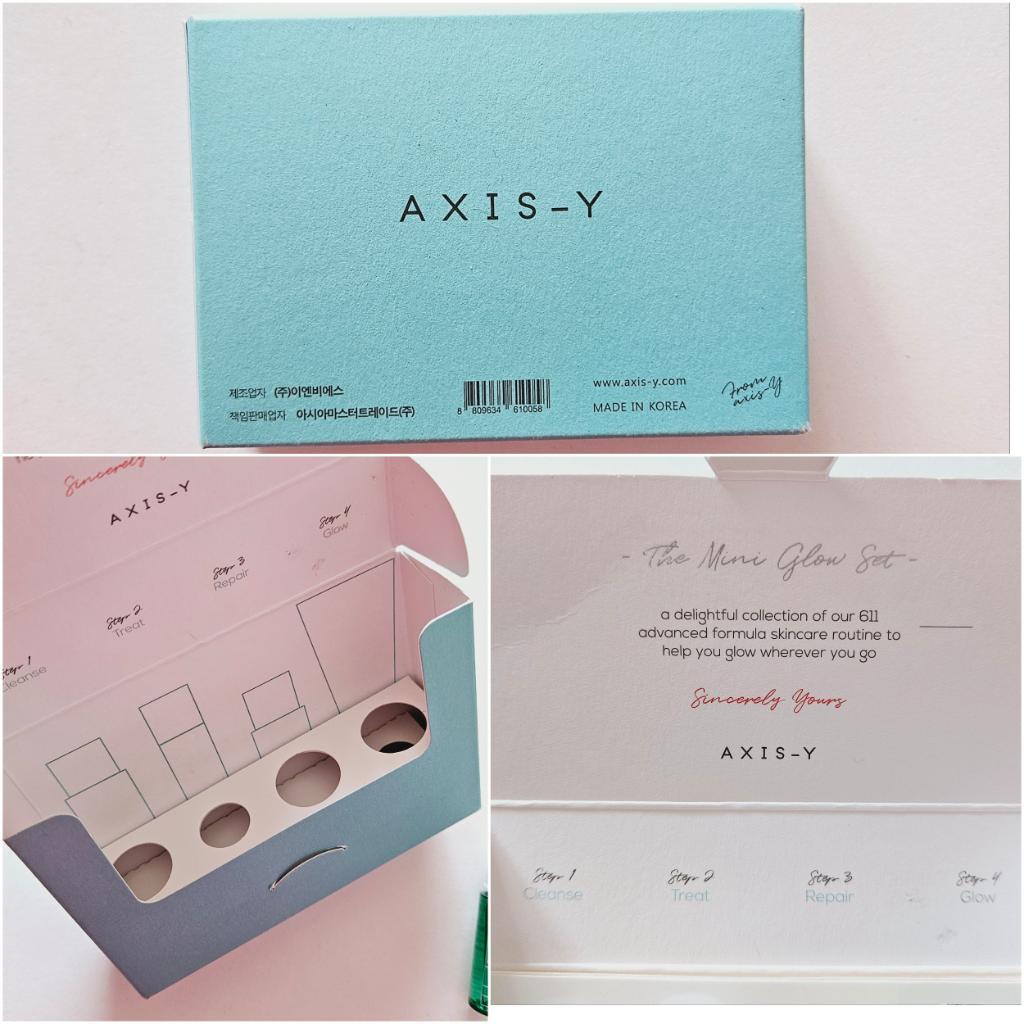 AXIS-Y
제조업자 (주)이엔비에스
책임판매업자 아시아마스터트레이드(주)
8 809634 610058
www.axis-y.com
MADE IN KOREA
From
axis-y
Sincerely
AXIS-Y
Step 4
Glow
Step 3
Repair
Step 2
Treat
Step 1
Cleanse
- The Mini Glow Set -
a delightful collection of our 611
advanced formula skincare routine to
help you glow wherever you go
Sincerely Yours
AXIS-Y
Step 1
Cleanse
Step 2
Treat
Step 3
Repair
Step 4
Glow